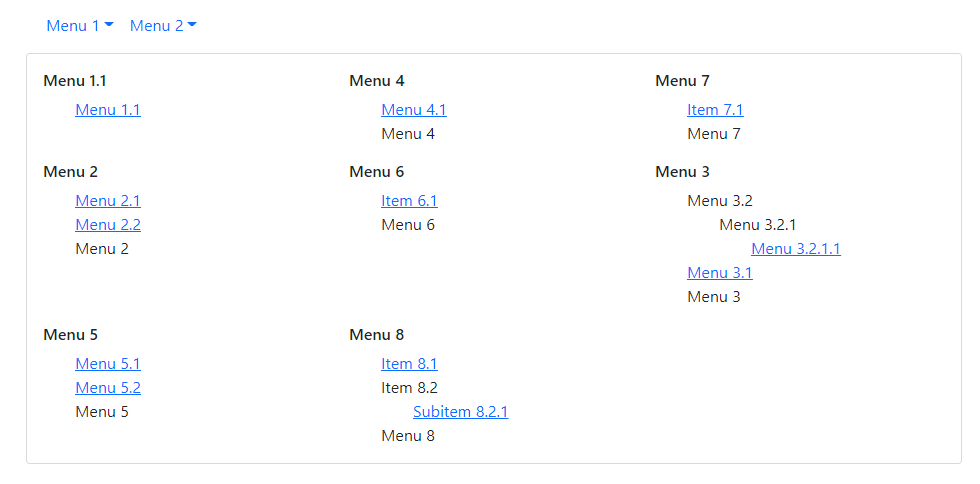 Menu 1 Menu 2
Menu 1.1
Menu 1.1
Menu 4
Menu 4.1
Menu 4
Menu 7
Item 7.1
Menu 7
Menu 2
Menu 2.1
Menu 2.2
Menu 2
Menu 6
Item 6.1
Menu 6
Menu 3
Menu 3.2
Menu 3.2.1
Menu 3.2.1.1
Menu 3.1
Menu 3
Menu 5
Menu 5.1
Menu 5.2
Menu 5
Menu 8
Item 8.1
Item 8.2
Subitem 8.2.1
Menu 8